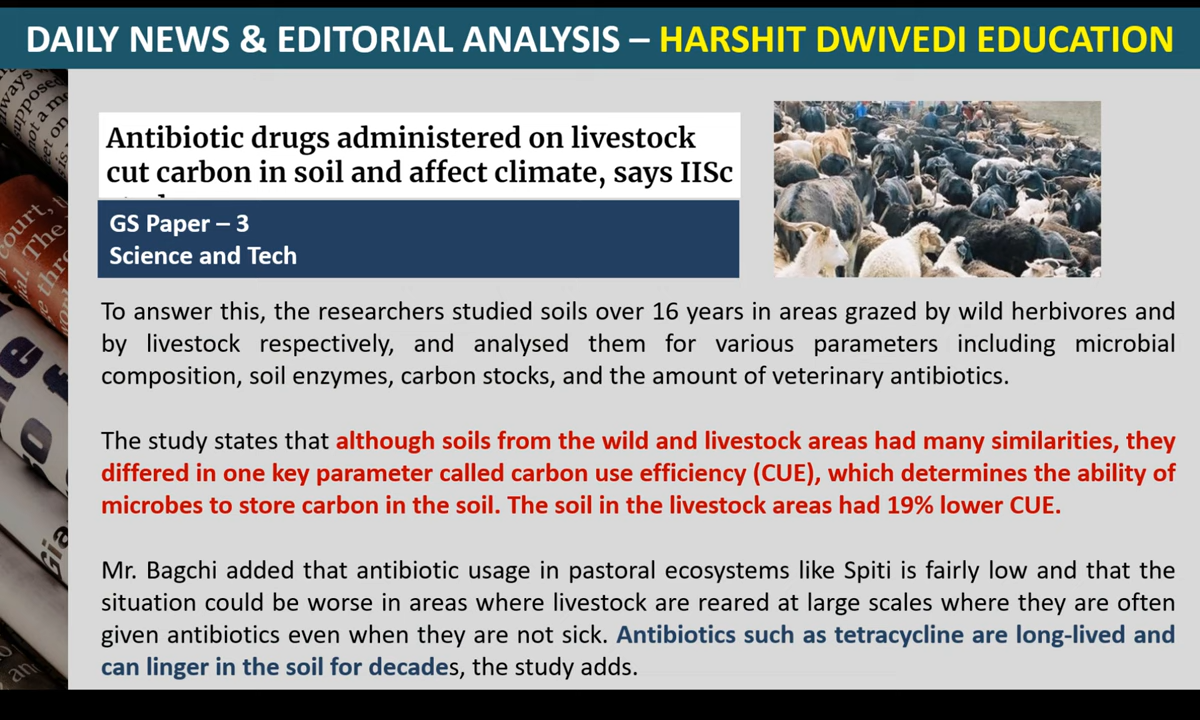 DAILY NEWS & EDITORIAL ANALYSIS – HARSHIT DWIVEDI EDUCATION
Antibiotic drugs administered on livestock
cut carbon in soil and affect climate, says IISc
GS Paper – 3
Science and Tech
To answer this, the researchers studied soils over 16 years in areas grazed by wild herbivores and
by livestock respectively, and analysed them for various parameters including microbial
composition, soil enzymes, carbon stocks, and the amount of veterinary antibiotics.
The study states that although soils from the wild and livestock areas had many similarities, they
differed in one key parameter called carbon use efficiency (CUE), which determines the ability of
microbes to store carbon in the soil. The soil in the livestock areas had 19% lower CUE.
Mr. Bagchi added that antibiotic usage in pastoral ecosystems like Spiti is fairly low and that the
situation could be worse in areas where livestock are reared at large scales where they are often
given antibiotics even when they are not sick. Antibiotics such as tetracycline are long-lived and
can linger in the soil for decades, the study adds.